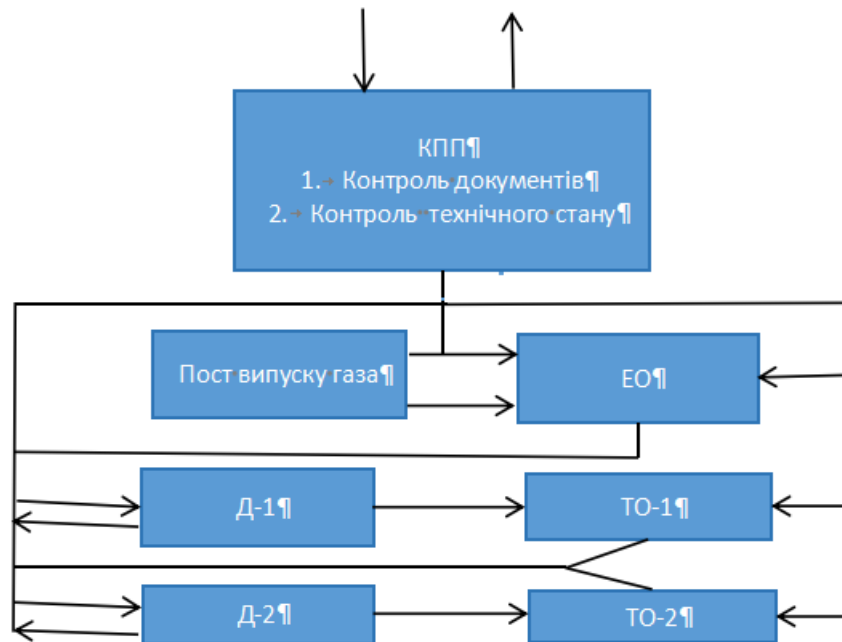 КПП¶
1. → Контроль документів¶
2. → Контроль технічного стану¶
Пост випуску газа¶
ЕО¶
Д-1¶
ТО-1¶
Д-2¶
ТО-2¶